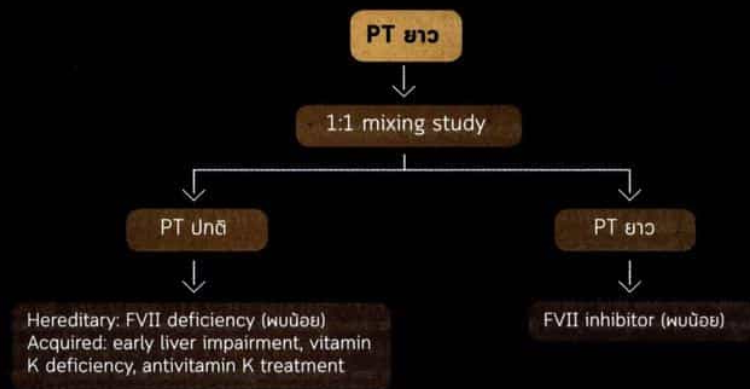 PT ยาว
1:1 mixing study
PT ปกติ
PT ยาว
Hereditary: FVII deficiency (พบน้อย)
Acquired: early liver impairment, vitamin
K deficiency, antivitamin K treatment
FVII inhibitor (พบน้อย)